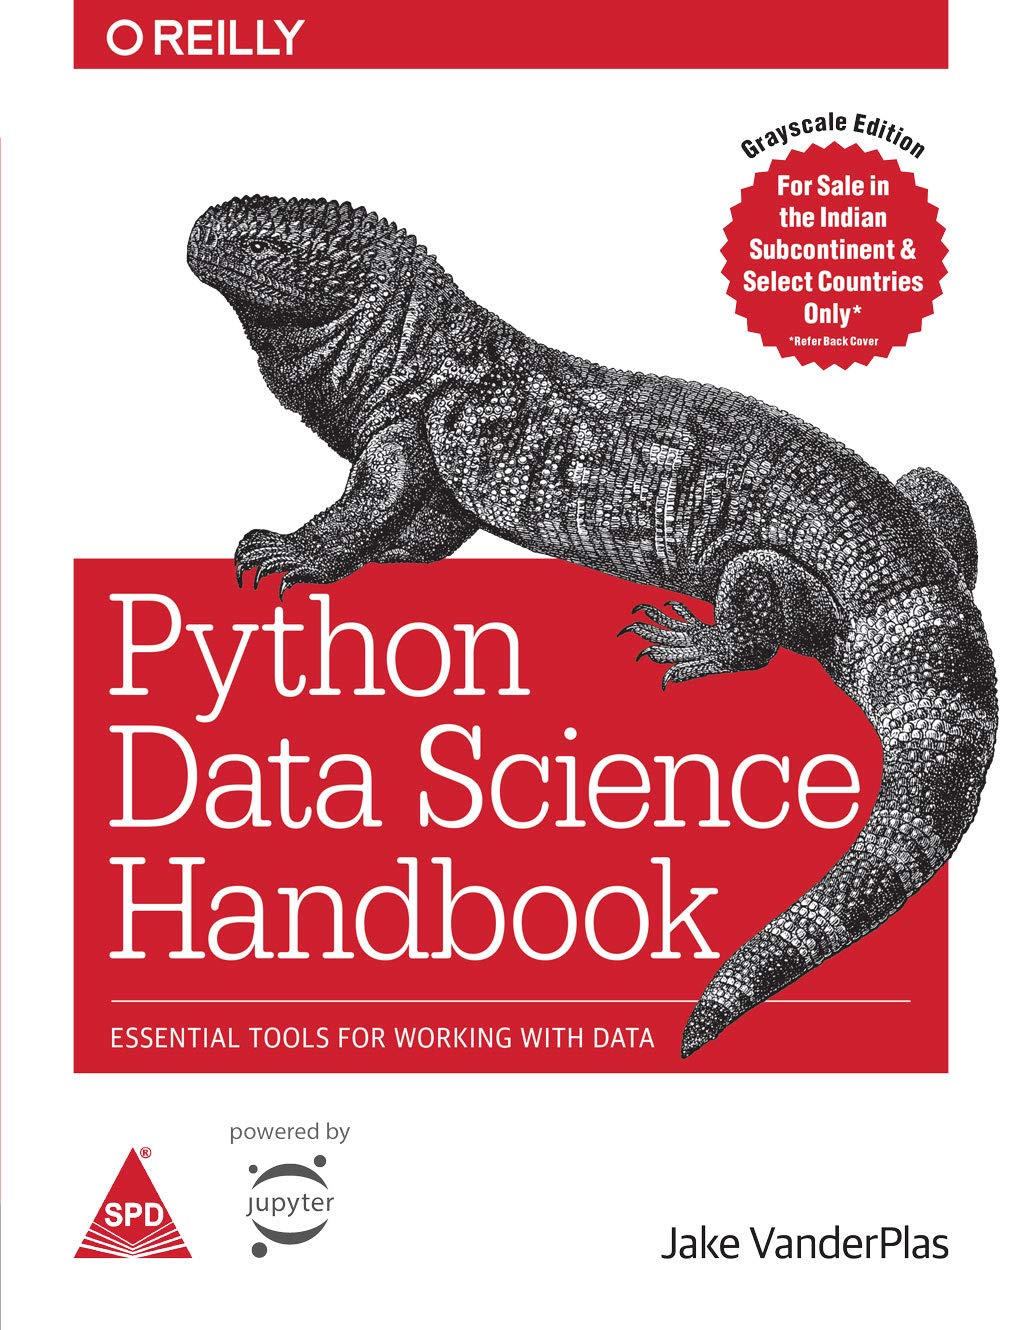 O'REILLY
Grayscale Edition
For Sale in
the Indian
Subcontinent &
Select Countries
Only*
*Refer Back Cover
Python
Data Science
Handbook
ESSENTIAL TOOLS FOR WORKING WITH DATA
powered by
jupyter
SPD
®
Jake VanderPlas